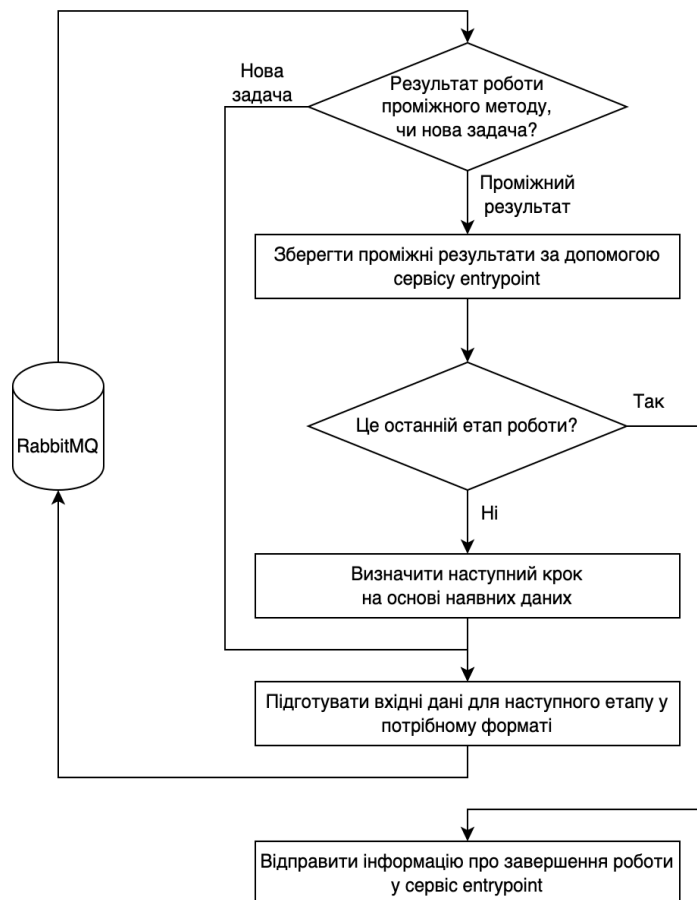 Нова
задача
Результат роботи
проміжного методу,
чи нова задача?
Проміжний
результат
Зберегти проміжні результати за допомогою
сервісу entrypoint
RabbitMQ
Це останній етап роботи?
Так
Ні
Визначити наступний крок
на основі наявних даних
Підготувати вхідні дані для наступного етапу у
потрібному форматі
Відправити інформацію про завершення роботи
у сервіс entrypoint